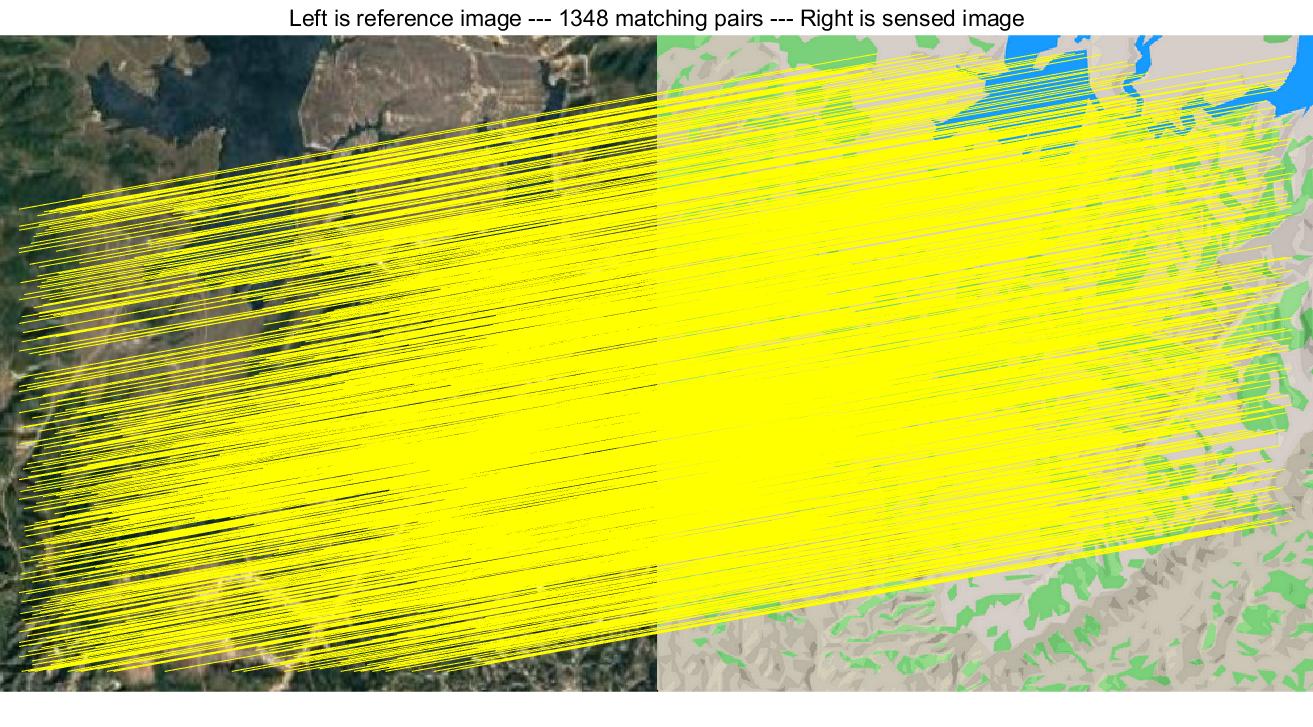 Left is reference image --- 1348 matching pairs --- Right is sensed image